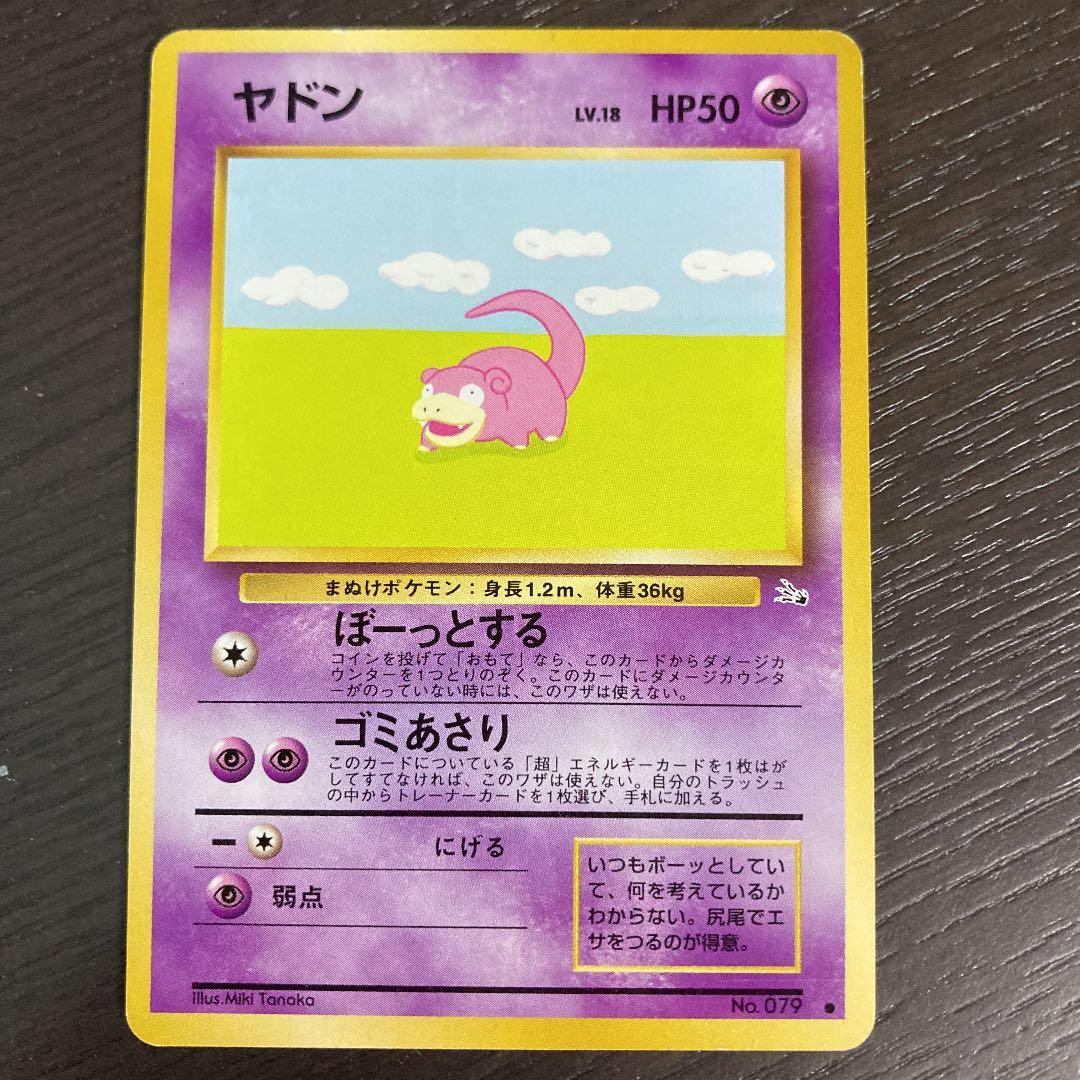 ヤドン LV.18 HP50
まぬけポケモン：身長1.2m、体重36kg
ぼーっとする
コインを投げて「おもて」なら、このカードからダメージカ
ウンターを1つとりのぞく。このカードにダメージカウンタ
ーがのっていない時には、このワザは使えない。
ゴミあさり
このカードについている「超」エネルギーカードを1枚はが
してすてなければ、このワザは使えない。自分のトラッシュ
の中からトレーナーカードを1枚選び、手札に加える。
にげる
弱点
いつもボーッとしてい
て、何を考えているか
わからない。尻尾でエ
サをつるのが得意。
Illus.Miki Tanaka
No. 079